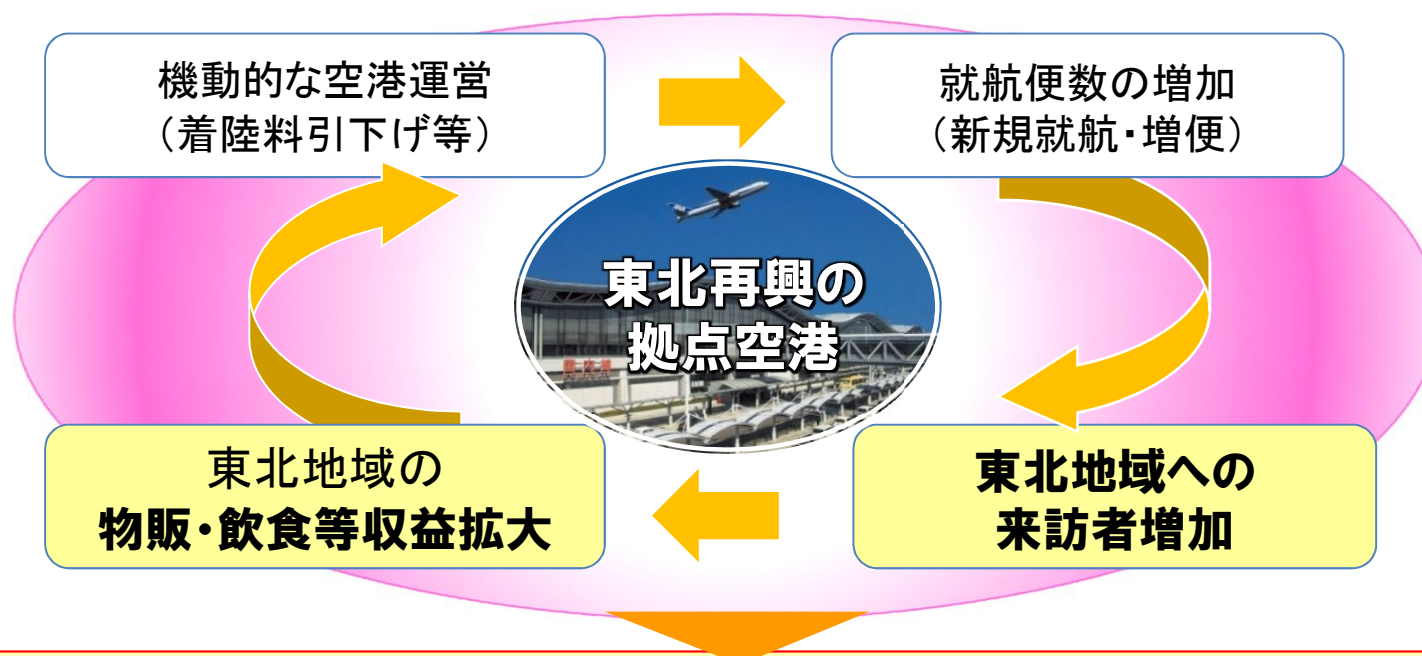 機動的な空港運営
（着陸料引下げ等）
就航便数の増加
（新規就航・増便）
東北再興の
拠点空港
東北地域の
物販・飲食等収益拡大
東北地域への
来訪者増加